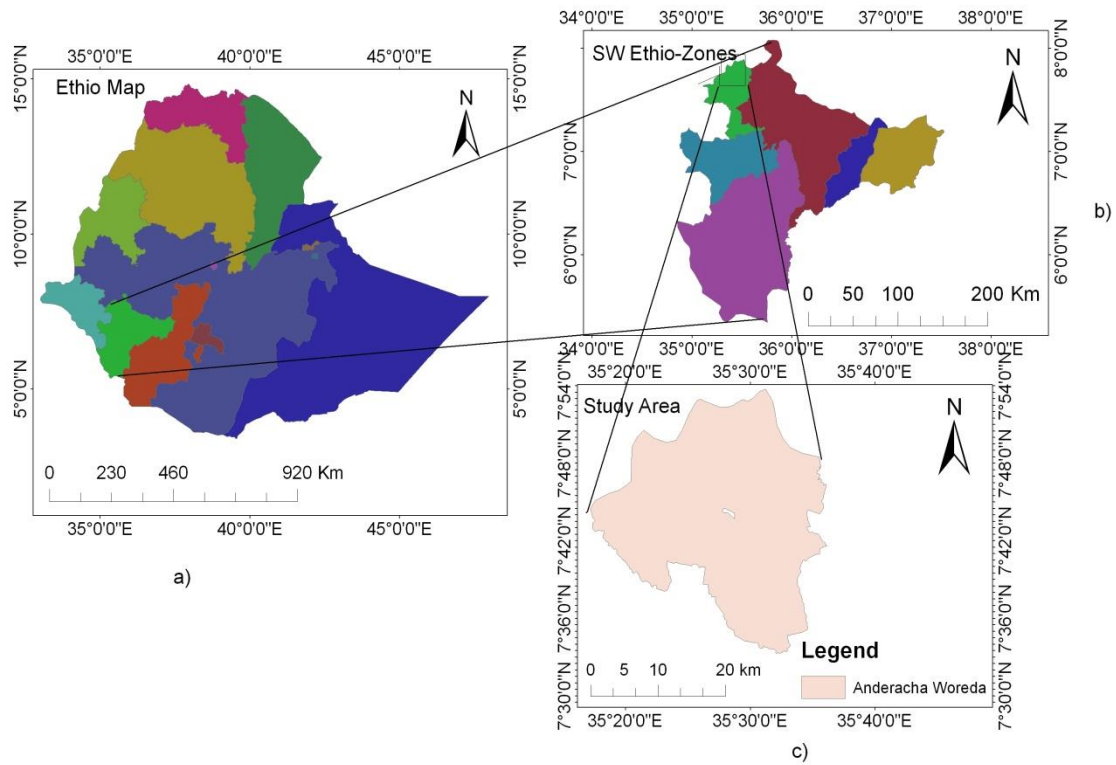 35°0'0"E 40°0'0"E 45°0'0"E
Ethio Map
N
15°0'0"N 15°0'0"N
10°0'0"N 10°0'0"N
5°0'0"N 5°0'0"N
0 230 460 920 Km
35°0'0"E 40°0'0"E 45°0'0"E
a)
34°0'0"E 35°0'0"E 36°0'0"E 37°0'0"E 38°0'0"E
SW Ethio-Zones
N
8°0'0"N 8°0'0"N
7°0'0"N 7°0'0"N
6°0'0"N 6°0'0"N
0 50 100 200 Km
34°0'0"E 35°0'0"E 36°0'0"E 37°0'0"E 38°0'0"E
b)
35°20'0"E 35°30'0"E 35°40'0"E
Study Area
N
7°54'0"N 7°54'0"N
7°48'0"N 7°48'0"N
7°42'0"N 7°42'0"N
7°36'0"N 7°36'0"N
7°30'0"N 7°30'0"N
Legend
Anderacha Woreda
0 5 10 20 km
35°20'0"E 35°30'0"E 35°40'0"E
c)